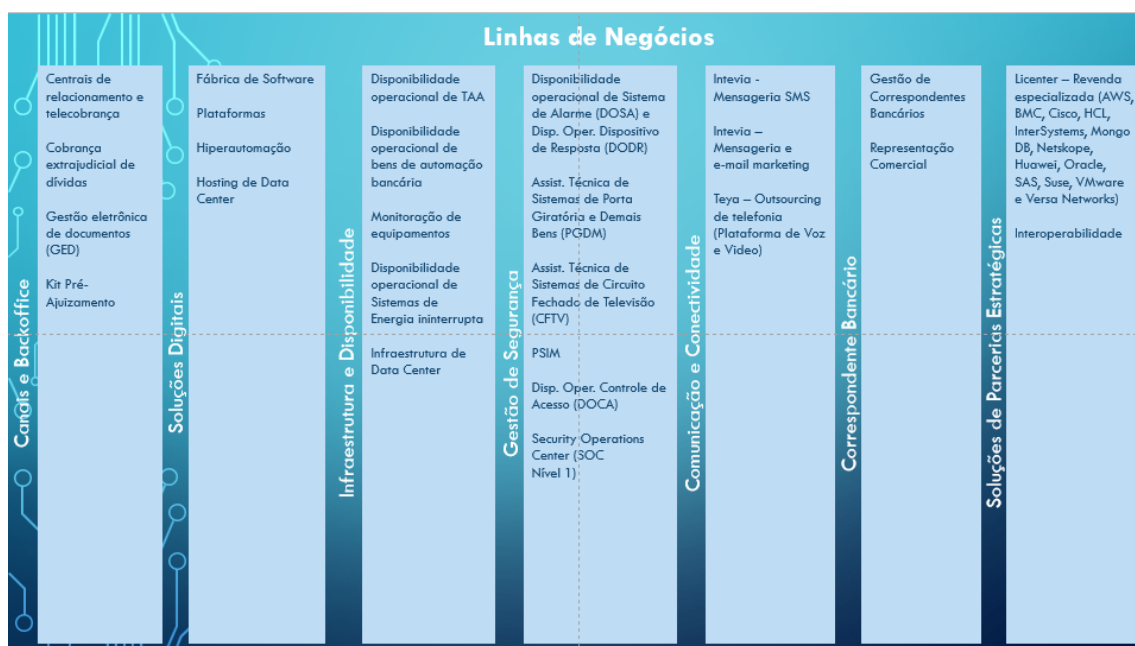 Linhas de Negócios
Canais e Backoffice
Centrais de
relacionamento e
telecobrança
Cobrança
extrajudicial de
dívidas
Gestão eletrônica
de documentos
(GED)
Kit Pré-
Ajuizamento
Soluções Digitais
Fábrica de Software
Plataformas
Hiperautomação
Hosting de Data
Center
Infraestrutura e Disponibilidade
Disponibilidade
operacional de TAA
Disponibilidade
operacional de
bens de automação
bancária
Monitoração de
equipamentos
Disponibilidade
operacional de
Sistemas de
Energia ininterrupta
Infraestrutura de
Data Center
Gestão de Segurança
Disponibilidade
operacional de Sistema
de Alarme (DOSA) e
Disp. Oper. Dispositivo
de Resposta (DODR)
Assist. Técnica de
Sistemas de Porta
Giratória e Demais
Bens (PGDM)
Assist. Técnica de
Sistemas de Circuito
Fechado de Televisão
(CFTV)
PSIM
Disp. Oper. Controle de
Acesso (DOCA)
Security Operations
Center (SOC
Nível 1)
Comunicação e Conectividade
Intevia -
Mensageria SMS
Intevia –
Mensageria e
e-mail marketing
Teya – Outsourcing
de telefonia
(Plataforma de Voz
e Video)
Correspondente Bancário
Gestão de
Correspondentes
Bancários
Representação
Comercial
Soluções de Parcerias Estratégicas
Licenter – Revenda
especializada (AWS,
BMC, Cisco, HCL,
InterSystems, Mongo
DB, Netskope,
Huawei, Oracle,
SAS, Suse, VMware
e Versa Networks)
Interoperabilidade